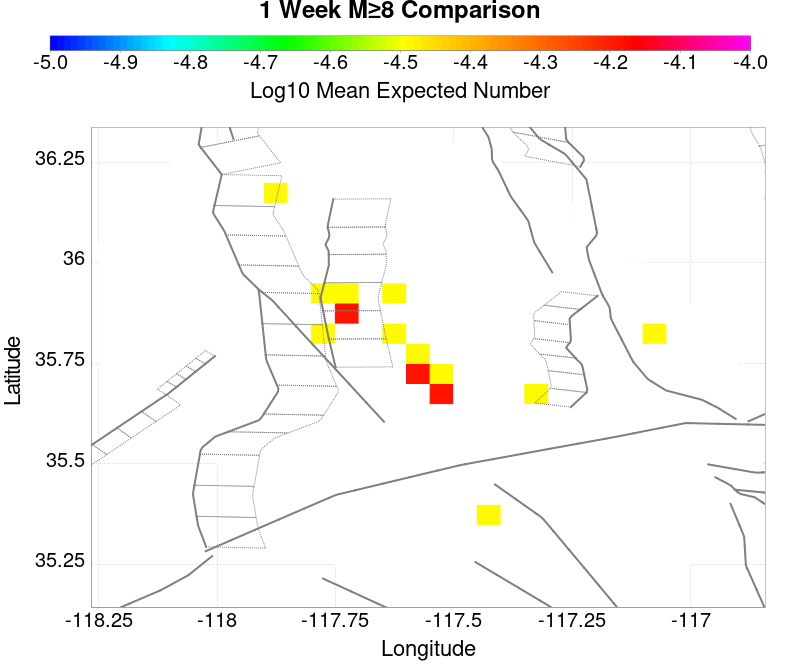 1 Week M≥8 Comparison
-5.0 -4.9 -4.8 -4.7 -4.6 -4.5 -4.4 -4.3 -4.2 -4.1 -4.0
Log10 Mean Expected Number
36.25
36
35.75
35.5
35.25
Latitude
-118.25 -118 -117.75 -117.5 -117.25 -117
Longitude